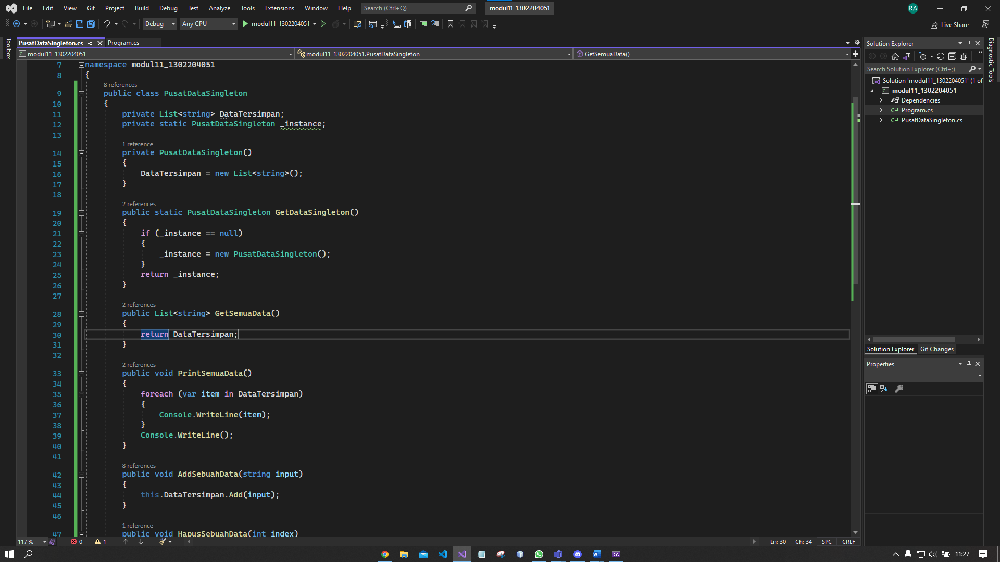 File Edit View Git Project Build Debug Test Analyze Tools Extensions Window Help Search (Ctrl+Q) modul11_1302204051 RA
Debug Any CPU modul11_1302204051 Live Share
Toolbox
PusatDataSingleton.cs Program.cs
modul11_1302204051 modul11_1302204051.PusatDataSingleton GetSemuaData()
7 namespace modul11_1302204051
8 {
8 references
9 public class PusatDataSingleton
10 {
11 private List<string> DataTersimpan;
12 private static PusatDataSingleton _instance;
13
1 reference
14 private PusatDataSingleton()
15 {
16 DataTersimpan = new List<string>();
17 }
18
2 references
19 public static PusatDataSingleton GetDataSingleton()
20 {
21 if (_instance == null)
22 {
23 _instance = new PusatDataSingleton();
24 }
25 return _instance;
26 }
27
2 references
28 public List<string> GetSemuaData()
29 {
30 return DataTersimpan;
31 }
32
2 references
33 public void PrintSemuaData()
34 {
35 foreach (var item in DataTersimpan)
36 {
37 Console.WriteLine(item);
38 }
39 Console.WriteLine();
40 }
41
8 references
42 public void AddSebuahData(string input)
43 {
44 this.DataTersimpan.Add(input);
45 }
46
1 reference
47 public void HapusSebuahData(int index)
117 % 0 1 Ln: 30 Ch: 34 SPC CRLF
Solution Explorer
Search Solution Explorer (Ctrl+;)
Solution 'modul11_1302204051' (1 of
C# modul11_1302204051
Dependencies
C# Program.cs
C# PusatDataSingleton.cs
Solution Explorer Git Changes
Properties
Diagnostic Tools
11:27